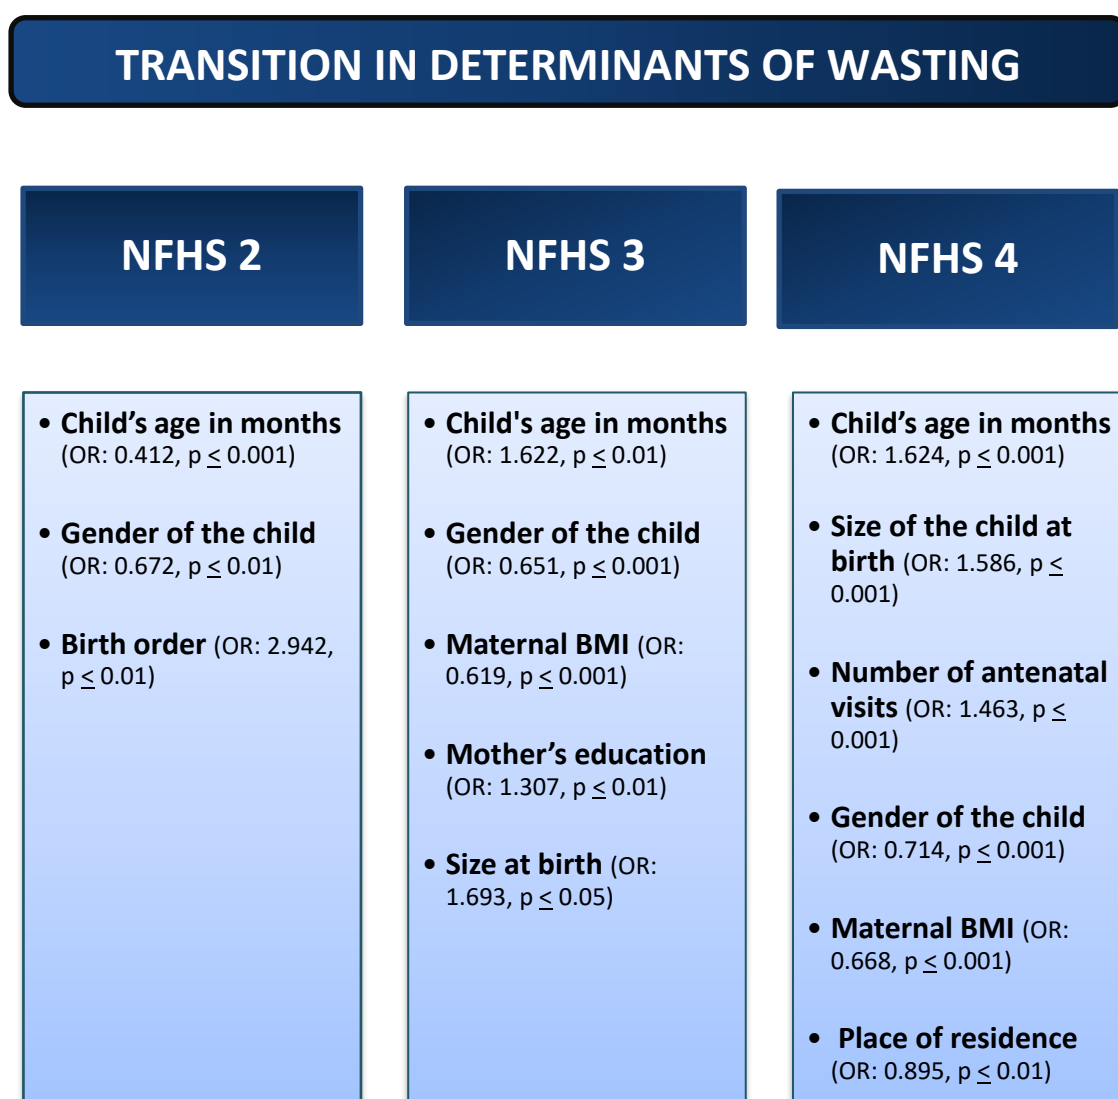 TRANSITION IN DETERMINANTS OF WASTING
NFHS 2
• Child’s age in months
(OR: 0.412, p ≤ 0.001)
• Gender of the child
(OR: 0.672, p ≤ 0.01)
• Birth order (OR: 2.942,
p ≤ 0.01)
NFHS 3
• Child's age in months
(OR: 1.622, p ≤ 0.01)
• Gender of the child
(OR: 0.651, p ≤ 0.001)
• Maternal BMI (OR:
0.619, p ≤ 0.001)
• Mother’s education
(OR: 1.307, p ≤ 0.01)
• Size at birth (OR:
1.693, p ≤ 0.05)
NFHS 4
• Child’s age in months
(OR: 1.624, p ≤ 0.001)
• Size of the child at
birth (OR: 1.586, p ≤
0.001)
• Number of antenatal
visits (OR: 1.463, p ≤
0.001)
• Gender of the child
(OR: 0.714, p ≤ 0.001)
• Maternal BMI (OR:
0.668, p ≤ 0.001)
• Place of residence
(OR: 0.895, p ≤ 0.01)